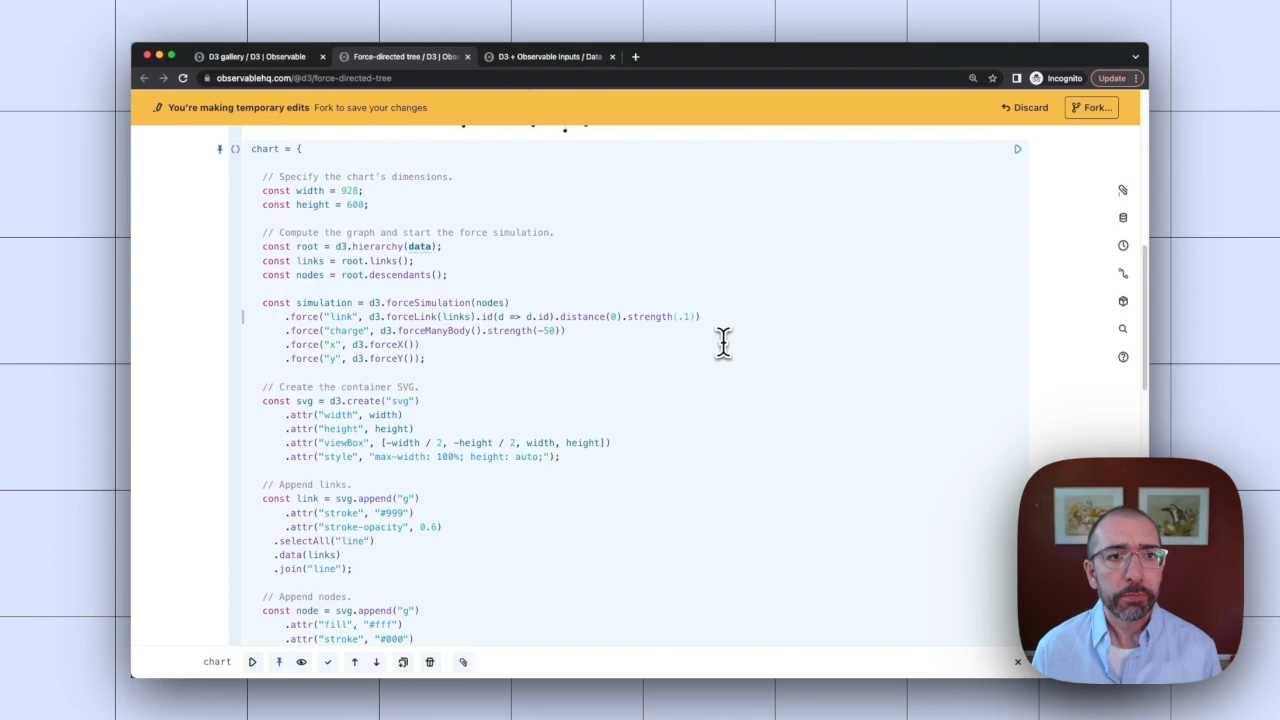 D3 gallery / D3 | Observable
Force-directed tree / D3 | Obs
D3 + Observable Inputs / Data
observablehq.com/@d3/force-directed-tree
Incognito
Update
You're making temporary edits Fork to save your changes
Discard
Fork...
chart = {
// Specify the chart's dimensions.
const width = 928;
const height = 600;
// Compute the graph and start the force simulation.
const root = d3.hierarchy(data);
const links = root.links();
const nodes = root.descendants();
const simulation = d3.forceSimulation(nodes)
.force("link", d3.forceLink(links).id(d => d.id).distance(0).strength(.1))
.force("charge", d3.forceManyBody().strength(-50))
.force("x", d3.forceX())
.force("y", d3.forceY());
// Create the container SVG.
const svg = d3.create("svg")
.attr("width", width)
.attr("height", height)
.attr("viewBox", [-width / 2, -height / 2, width, height])
.attr("style", "max-width: 100%; height: auto;");
// Append links.
const link = svg.append("g")
.attr("stroke", "#999")
.attr("stroke-opacity", 0.6)
.selectAll("line")
.data(links)
.join("line");
// Append nodes.
const node = svg.append("g")
.attr("fill", "#fff")
.attr("stroke", "#000")
chart